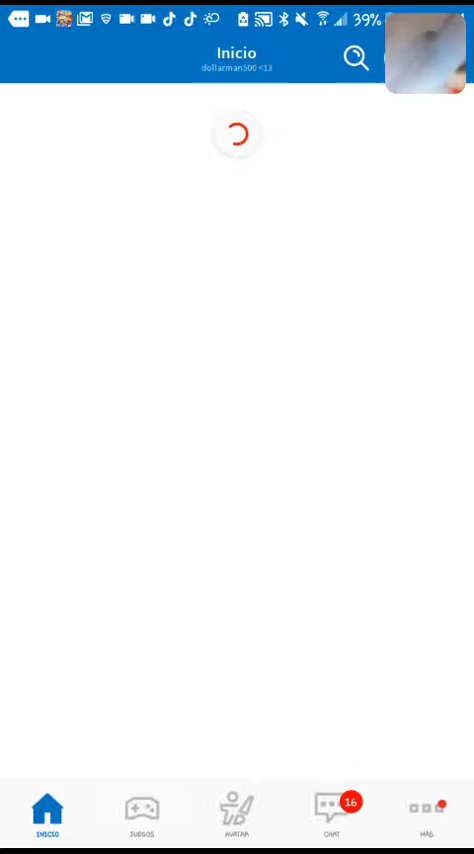 39%
Inicio
dollarman500 <13
16
INICIO
JUEGOS
AVATAR
CHAT
MÁS